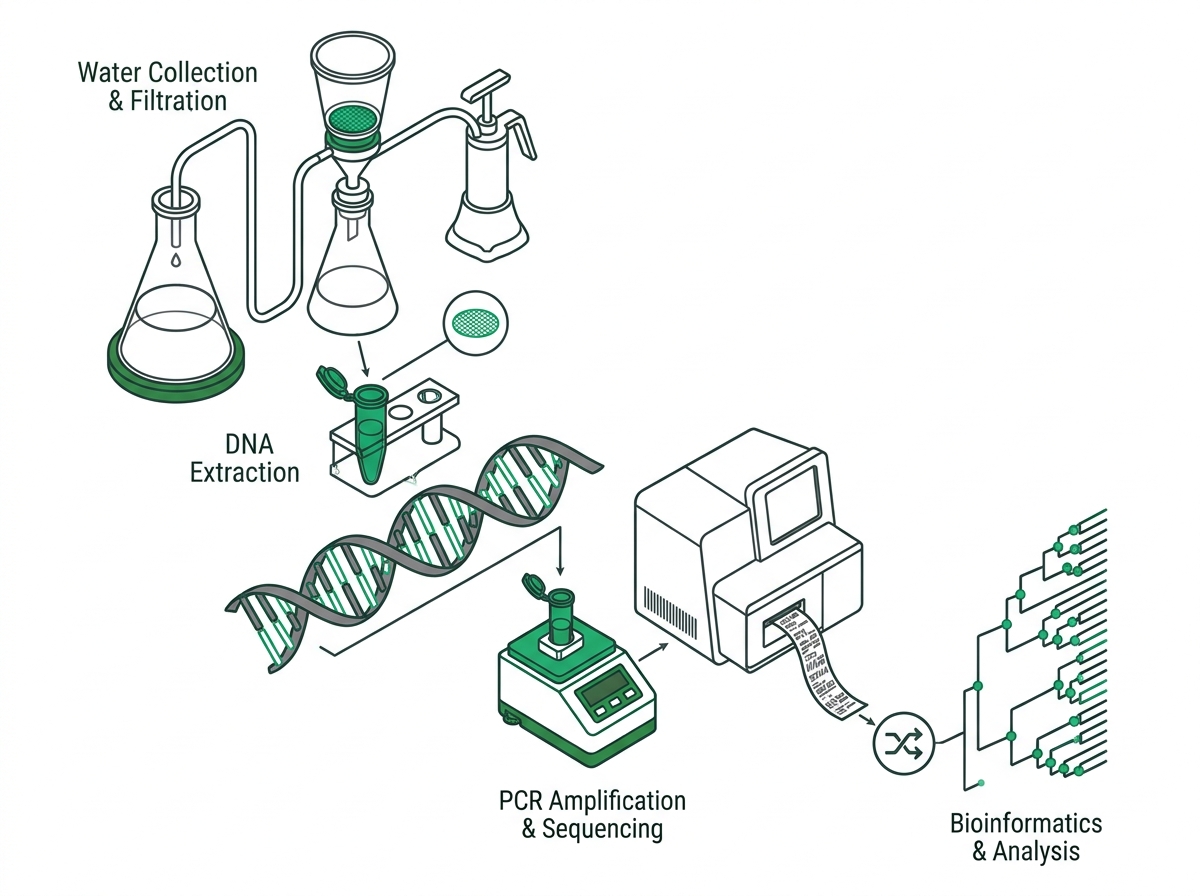 Water Collection
& Filtration
DNA
Extraction
PCR Amplification
& Sequencing
Bioinformatics
& Analysis